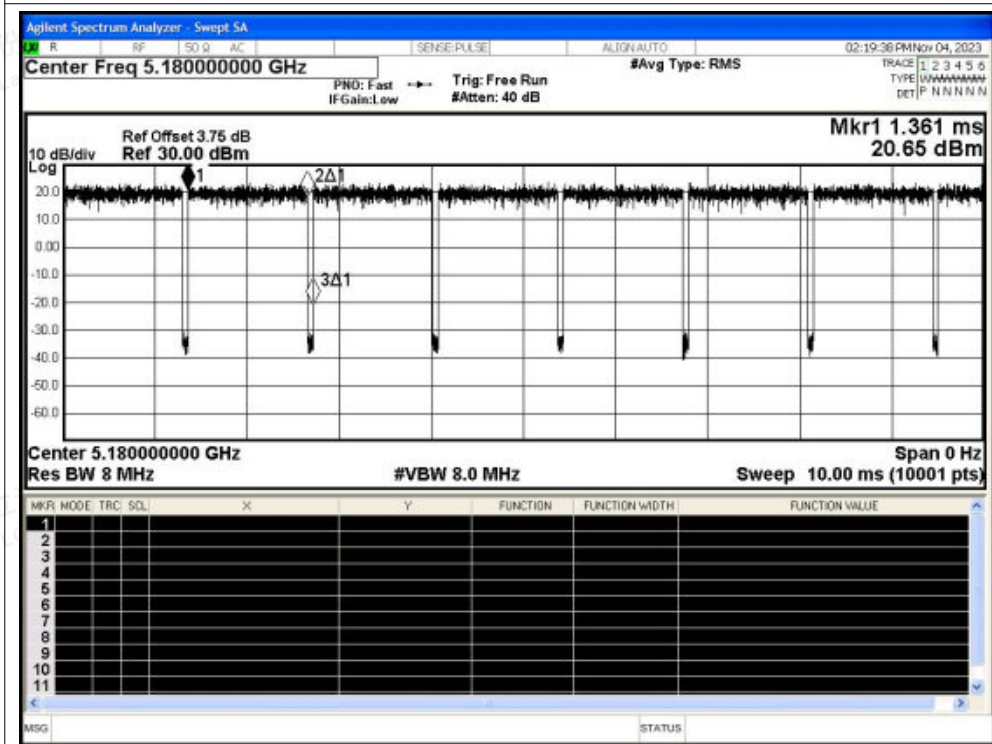 Agilent Spectrum Analyzer - Swept SA
LXI R RF 50 Ω AC SENSE:PULSE ALIGN AUTO 02:19:38 PM Nov 04, 2023
Center Freq 5.180000000 GHz
#Avg Type: RMS
TRACE 1 2 3 4 5 6
PNO: Fast
Trig: Free Run
TYPE
IFGain:Low
#Atten: 40 dB
DET P N N N N N
Mkr1 1.361 ms
Ref Offset 3.75 dB
10 dB/div Ref 30.00 dBm
20.65 dBm
Log
1
2Δ1
20.0
10.0
0.00
-10.0
3Δ1
-20.0
-30.0
-40.0
-50.0
-60.0
Center 5.180000000 GHz Span 0 Hz
Res BW 8 MHz #VBW 8.0 MHz Sweep 10.00 ms (10001 pts)
MKR MODE TRC SCL X Y FUNCTION FUNCTION WIDTH FUNCTION VALUE
1
2
3
4
5
6
7
8
9
10
11
MSG STATUS